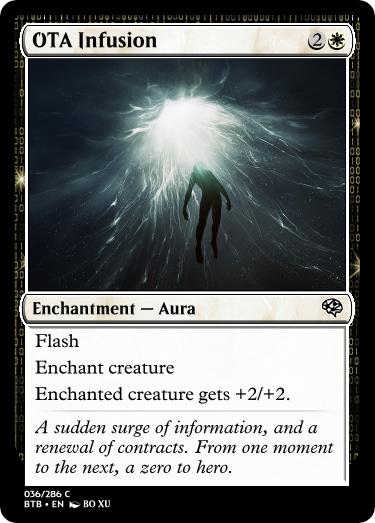 OTA Infusion 2
Enchantment — Aura
Flash
Enchant creature
Enchanted creature gets +2/+2.
A sudden surge of information, and a
renewal of contracts. From one moment
to the next, a zero to hero.
036/286 C
BTB • EN BO XU